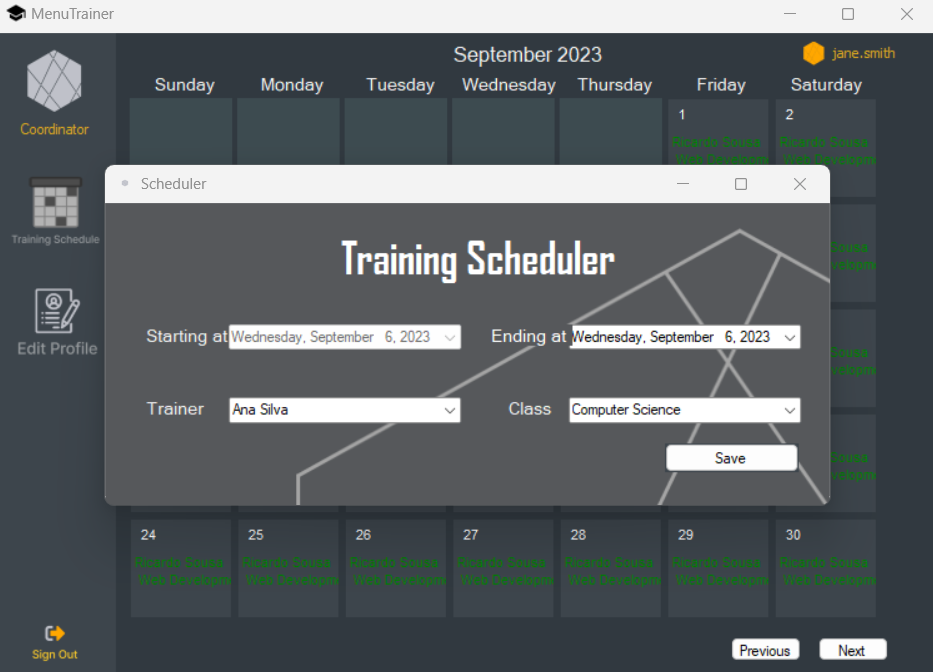 MenuTrainer
September 2023
jane.smith
Sunday Monday Tuesday Wednesday Thursday Friday Saturday
Coordinator
1 2
Ricardo Sousa Ricardo Sousa
Web Developm Web Developm
Scheduler
Training Schedule
Training Scheduler
Sousa
velopm
Edit Profile
Starting at Wednesday, September 6, 2023 Ending at Wednesday, September 6, 2023
Sousa
velopm
Trainer Ana Silva Class Computer Science
Save
Sousa
velopm
24 25 26 27 28 29 30
Ricardo Sousa Ricardo Sousa Ricardo Sousa Ricardo Sousa Ricardo Sousa Ricardo Sousa Ricardo Sousa
Web Developm Web Developm Web Developm Web Developm Web Developm Web Developm Web Developm
Sign Out
Previous Next